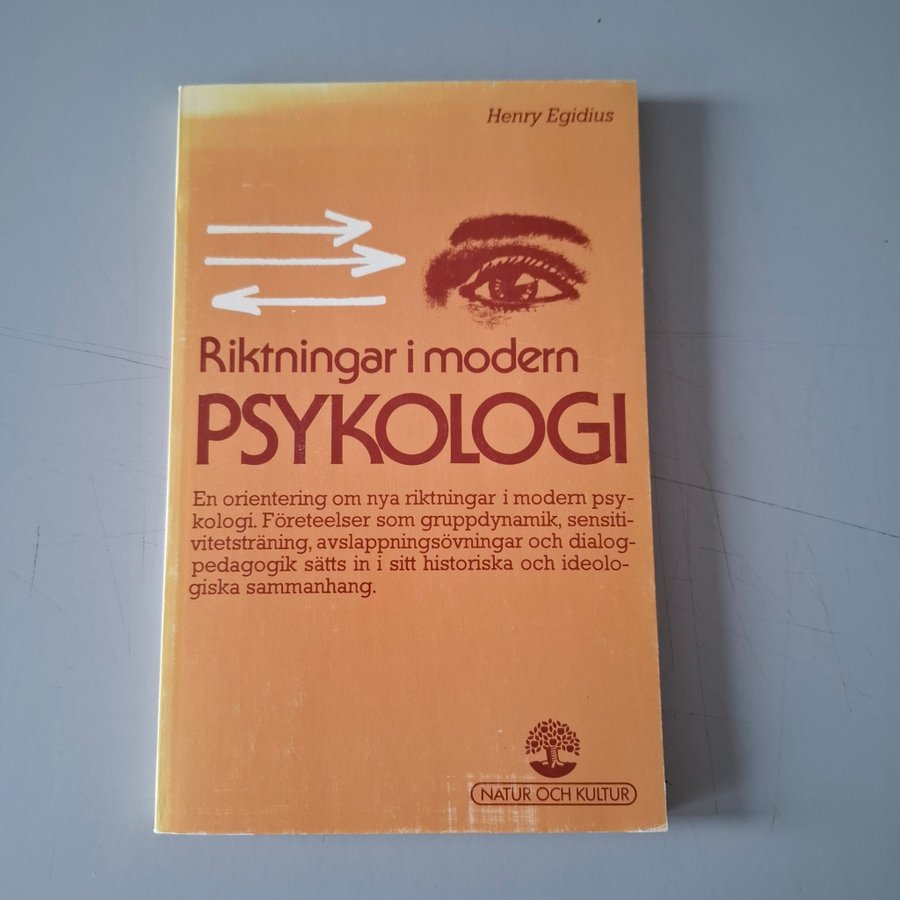 Henry Egidius
Riktningar i modern
PSYKOLOGI
En orientering om nya riktningar i modern psy-
kologi. Företeelser som gruppdynamik, sensiti-
vitetsträning, avslappningsövningar och dialog-
pedagogik sätts in i sitt historiska och ideolo-
giska sammanhang.
NATUR OCH KULTUR